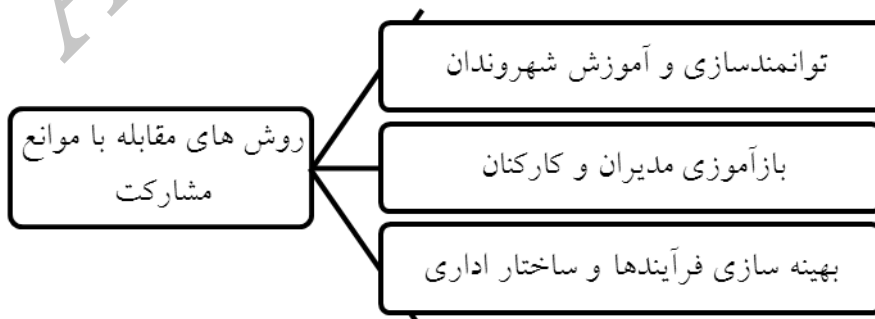 توانمندسازی و آموزش شهروندان
روش های مقابله با موانع
مشارکت
بازآموزی مدیران و کارکنان
بهینه سازی فرآیندها و ساختار اداری